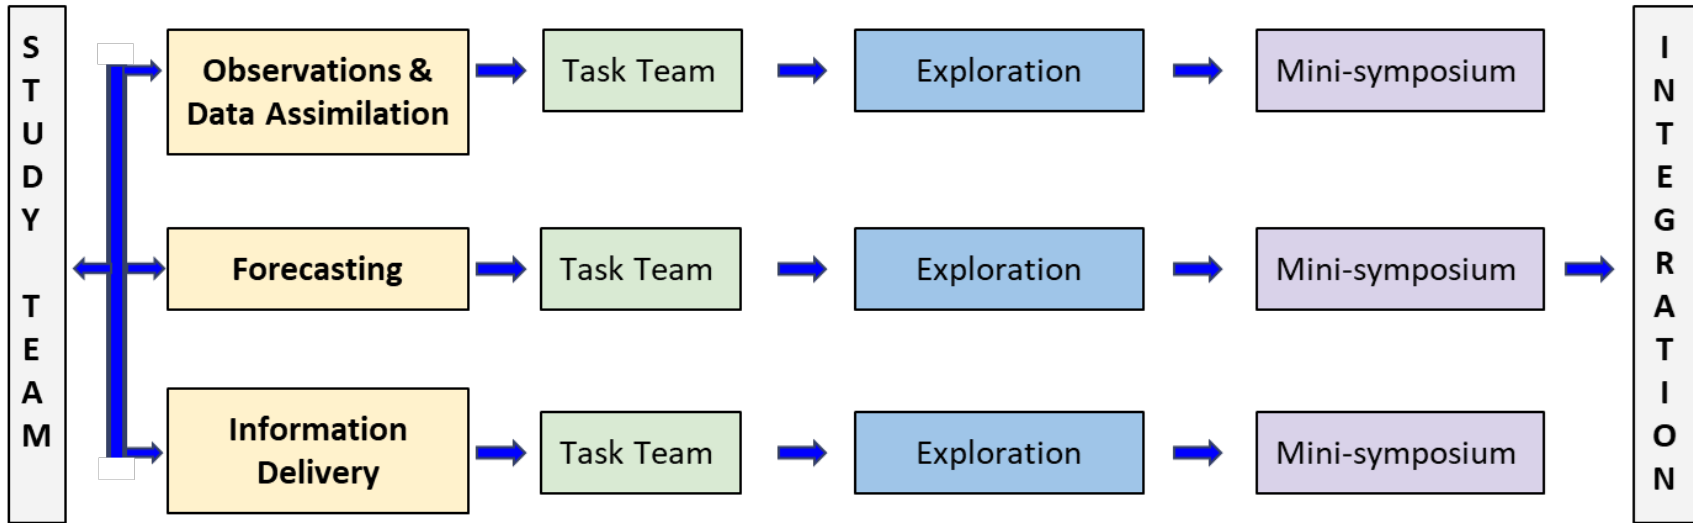 STUDY TEAM
Observations &
Data Assimilation
Task Team
Exploration
Mini-symposium
Forecasting
Task Team
Exploration
Mini-symposium
Information
Delivery
Task Team
Exploration
Mini-symposium
INTEGRATION